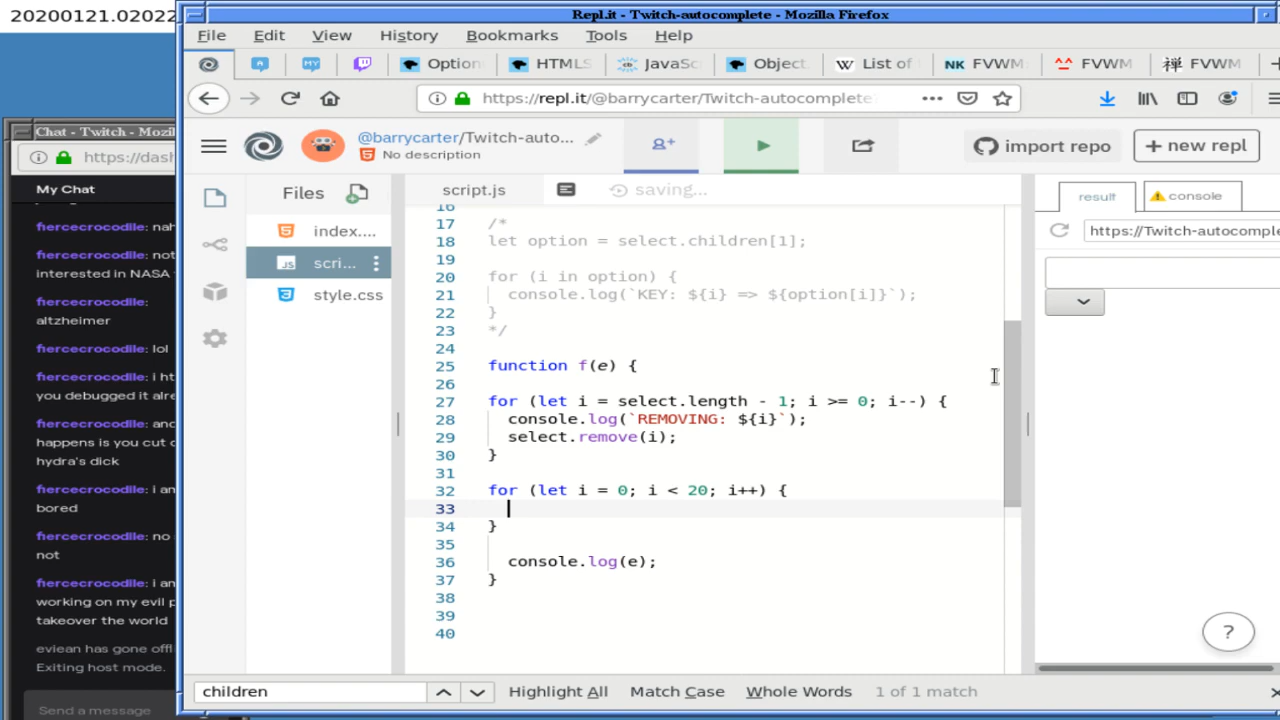 20200121.02022
Repl.it - Twitch-autocomplete - Mozilla Firefox
File Edit View History Bookmarks Tools Help
Option HTML5 JavaSc Object. List of NK FVWM FVWM 禅 FVWM
https://repl.it/@barrycarter/Twitch-autocomplete
@barrycarter/Twitch-auto...
No description
import repo
+ new repl
Chat - Twitch - Mozil
https://dash
My Chat
fiercecrocodile: nah
fiercecrocodile: not
interested in NASA
fiercecrocodile:
altzheimer
fiercecrocodile: lol
fiercecrocodile: i ht
you debugged it alre
fiercecrocodile: and
happens is you cut o
hydra's dick
fiercecrocodile: i am
bored
fiercecrocodile: no
not
fiercecrocodile: i am
working on my evil p
takeover the world
eviean has gone offl
Exiting host mode.
Send a message
Files
index....
JS scri...
style.css
script.js
saving...
16
17 /*
18 let option = select.children[1];
19
20 for (i in option) {
21 console.log(`KEY: ${i} => ${option[i]}`);
22 }
23 */
24
25 function f(e) {
26
27 for (let i = select.length - 1; i >= 0; i--) {
28 console.log(`REMOVING: ${i}`);
29 select.remove(i);
30 }
31
32 for (let i = 0; i < 20; i++) {
33
34 }
35
36 console.log(e);
37 }
38
39
40
result
console
https://Twitch-autocomplete
?
children
Highlight All
Match Case
Whole Words
1 of 1 match